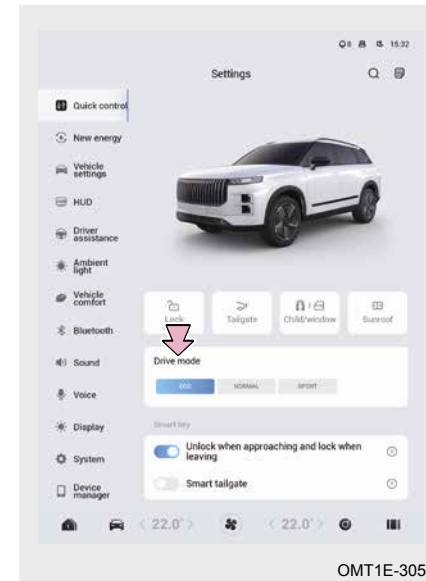 8 15:32
Settings
Quick control
New energy
Vehicle
settings
HUD
Driver
assistance
Ambient
light
Vehicle
comfort
Lock
Tailgate
Child/window
Sunroof
Bluetooth
Sound
Drive mode
ECO
NORMAL
SPORT
Voice
Display
Smart key
Unlock when approaching and lock when
leaving
System
Smart tailgate
Device
manager
22.0°
22.0°
OMT1E-305